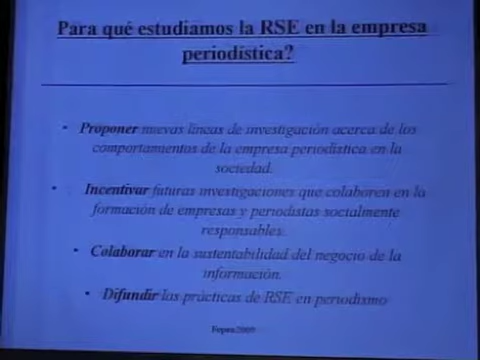 Para qué estudiamos la RSE en la empresa
periodística?
• Proponer nuevas líneas de investigación acerca de los
comportamientos de la empresa periodística en la
sociedad.
• Incentivar futuras investigaciones que colaboren en la
formación de empresas y periodistas socialmente
responsables.
• Colaborar en la sustentabilidad del negocio de la
información.
• Difundir las prácticas de RSE en periodismo